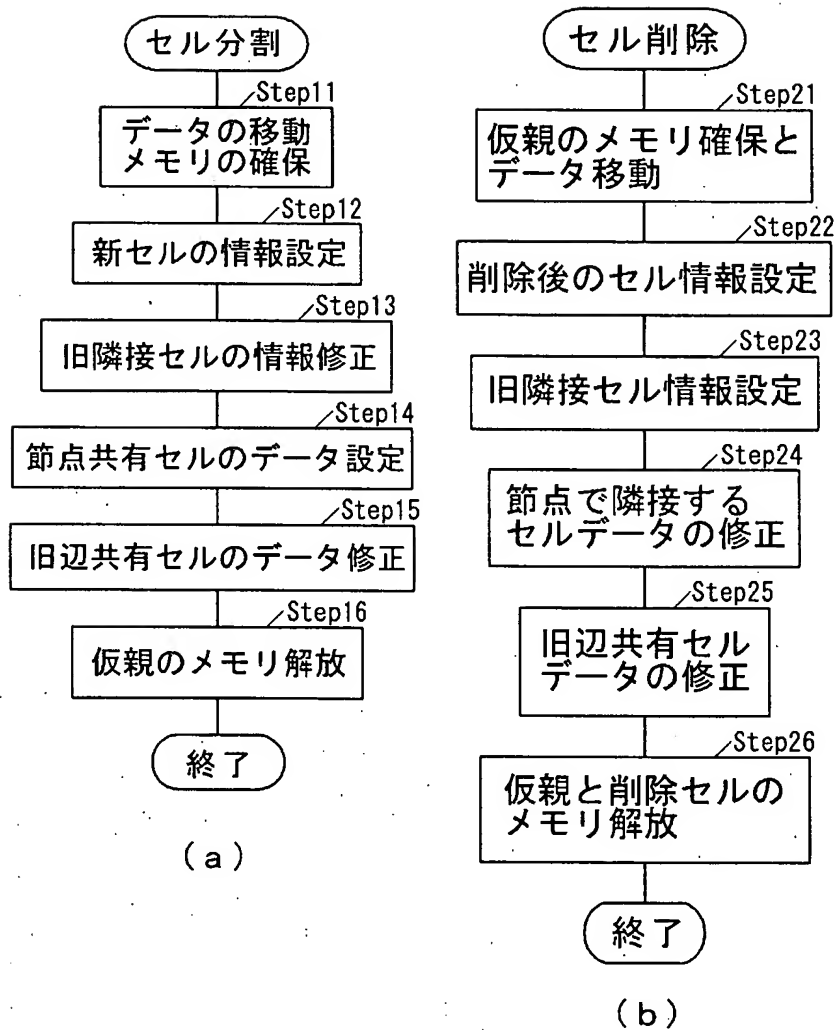 セル分割
Step11
データの移動
メモリの確保
Step12
新セルの情報設定
Step13
旧隣接セルの情報修正
Step14
節点共有セルのデータ設定
Step15
旧辺共有セルのデータ修正
Step16
仮親のメモリ解放
終了
(a)
セル削除
Step21
仮親のメモリ確保と
データ移動
Step22
削除後のセル情報設定
Step23
旧隣接セル情報設定
Step24
節点で隣接する
セルデータの修正
Step25
旧辺共有セル
データの修正
Step26
仮親と削除セルの
メモリ解放
終了
(b)